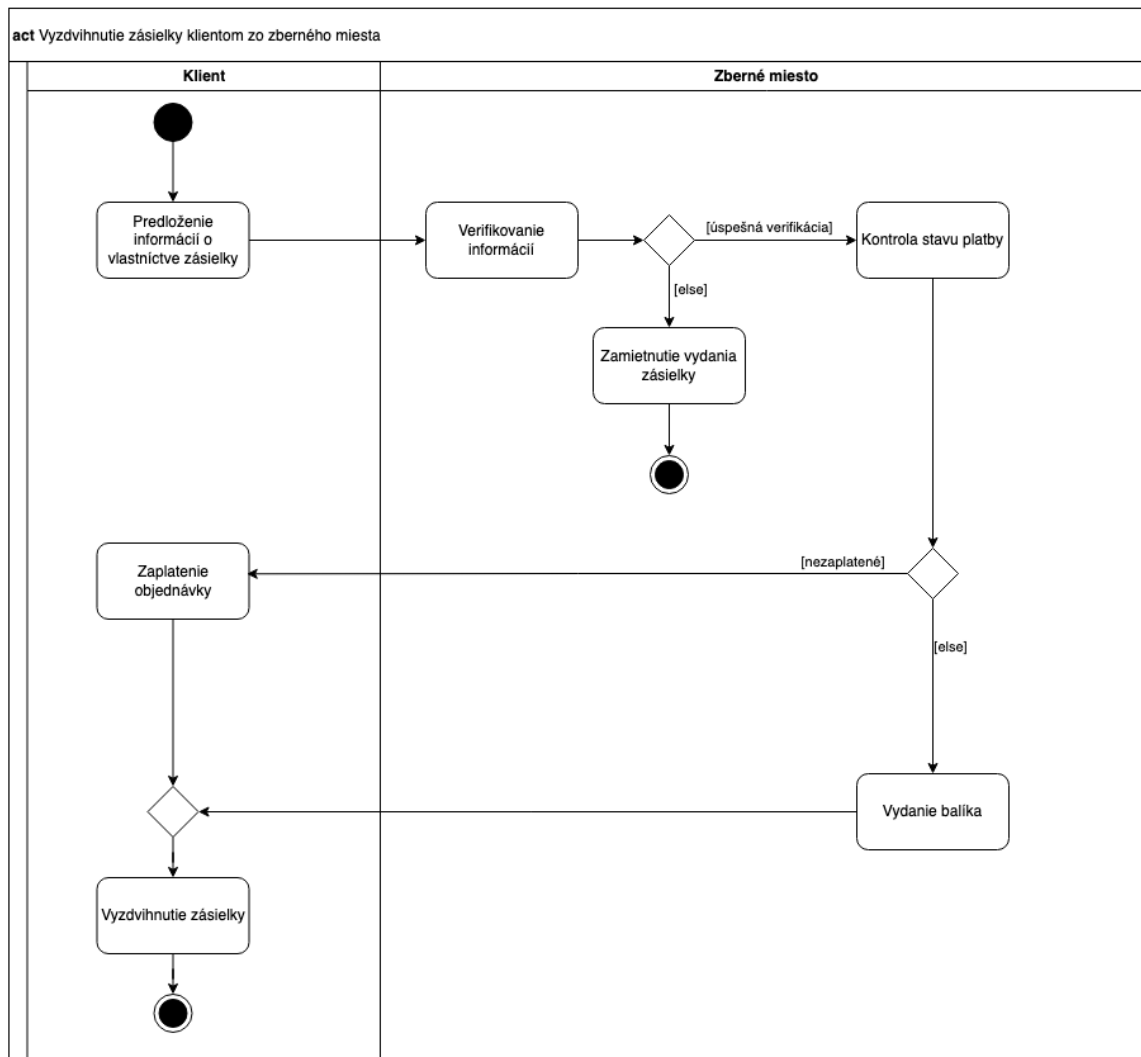 act Vyzdvihnutie zásielky klientom zo zberného miesta
Klient
Zberné miesto
Predloženie
informácií o
vlastníctve zásielky
Verifikovanie
informácií
[úspešná verifikácia]
Kontrola stavu platby
[else]
Zamietnutie vydania
zásielky
[nezaplatené]
Zaplatenie
objednávky
[else]
Vydanie balíka
Vyzdvihnutie zásielky